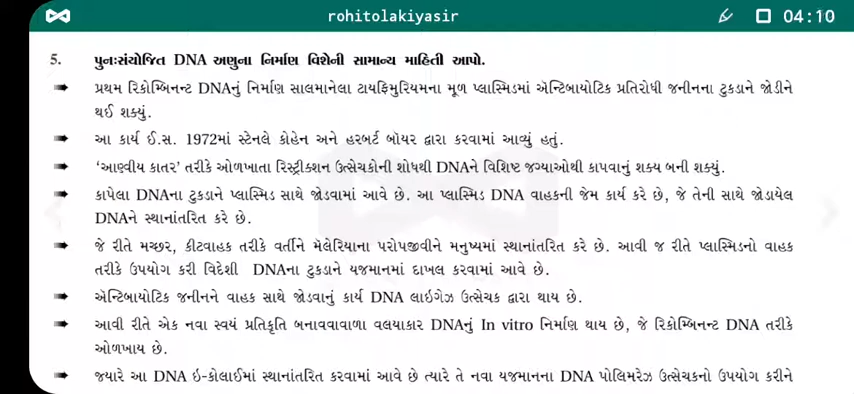 rohitolakiyasir
04:10
5. પુનઃસંયોજિત DNA અણુના નિર્માણ વિશેની સામાન્ય માહિતી આપો.
➠ પ્રથમ રિકોમ્બિનન્ટ DNAનું નિર્માણ સાલમાનેલા ટાયફિમુરિયમના મૂળ પ્લાસ્મિડમાં ઍન્ટિબાયોટિક પ્રતિરોધી જનીનના ટુકડાને જોડીને
થઈ શક્યું.
➠ આ કાર્ય ઈ.સ. 1972માં સ્ટેનલે કોહેન અને હરબર્ટ બૉયર દ્વારા કરવામાં આવ્યું હતું.
➠ ‘આણ્વીય કાતર’ તરીકે ઓળખાતા રિસ્ટ્રીક્શન ઉત્સેચકોની શોધથી DNAને વિશિષ્ટ જગ્યાઓથી કાપવાનું શક્ય બની શક્યું.
➠ કાપેલા DNAના ટુકડાને પ્લાસ્મિડ સાથે જોડવામાં આવે છે. આ પ્લાસ્મિડ DNA વાહકની જેમ કાર્ય કરે છે, જે તેની સાથે જોડાયેલ
DNAને સ્થાનાંતરિત કરે છે.
➠ જે રીતે મચ્છર, કીટવાહક તરીકે વર્તીને મૅલેરિયાના પરોપજીવીને મનુષ્યમાં સ્થાનાંતરિત કરે છે. આવી જ રીતે પ્લાસ્મિડનો વાહક
તરીકે ઉપયોગ કરી વિદેશી DNAના ટુકડાને યજમાનમાં દાખલ કરવામાં આવે છે.
➠ ઍન્ટિબાયોટિક જનીનને વાહક સાથે જોડવાનું કાર્ય DNA લાઇગેઝ ઉત્સેચક દ્વારા થાય છે.
➠ આવી રીતે એક નવા સ્વયં પ્રતિકૃતિ બનાવવાવાળા વલયાકાર DNAનું In vitro નિર્માણ થાય છે, જે રિકોમ્બિનન્ટ DNA તરીકે
ઓળખાય છે.
➠ જ્યારે આ DNA ઇ-કોલાઈમાં સ્થાનાંતરિત કરવામાં આવે છે ત્યારે તે નવા યજમાનના DNA પોલિમરેઝ ઉત્સેચકનો ઉપયોગ કરીને